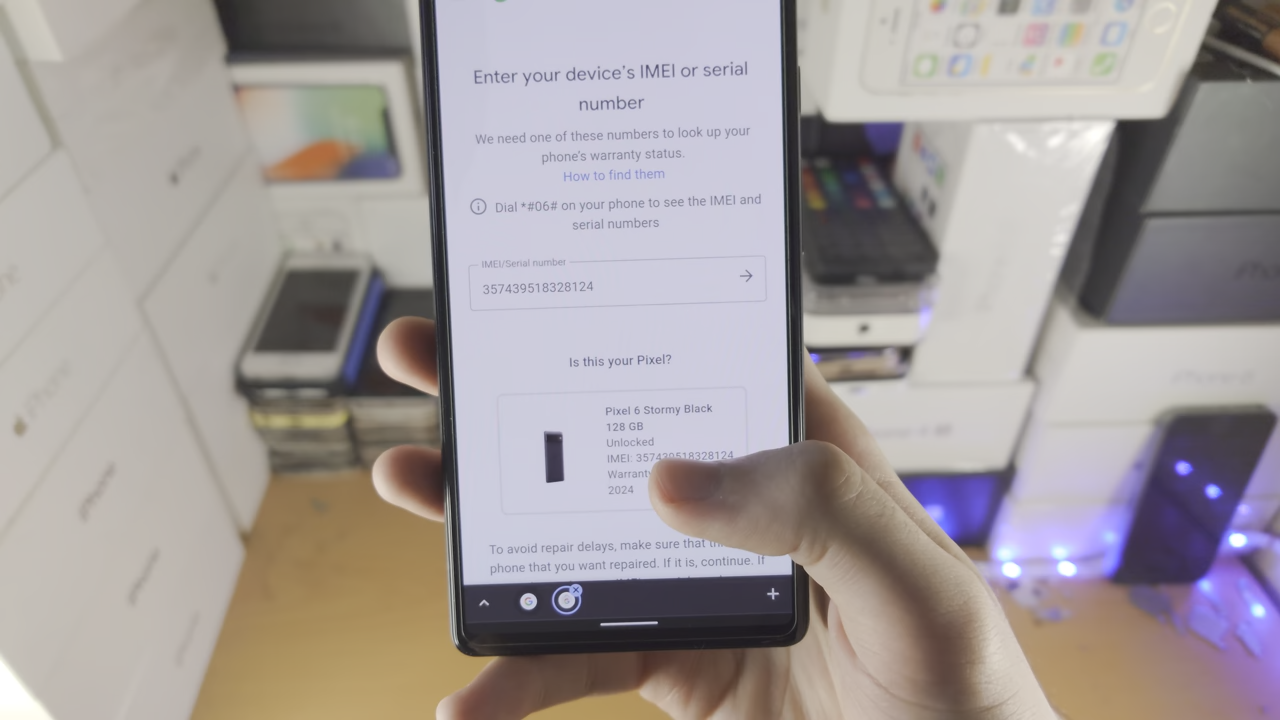 Enter your device's IMEI or serial
number
We need one of these numbers to look up your
phone's warranty status.
How to find them
Dial *#06# on your phone to see the IMEI and
serial numbers
IMEI/Serial number
357439518328124
Is this your Pixel?
Pixel 6 Stormy Black
128 GB
Unlocked
IMEI: 357439518328124
Warranty
2024
To avoid repair delays, make sure that
phone that you want repaired. If it is, continue. If
G
iPhone
iPhone